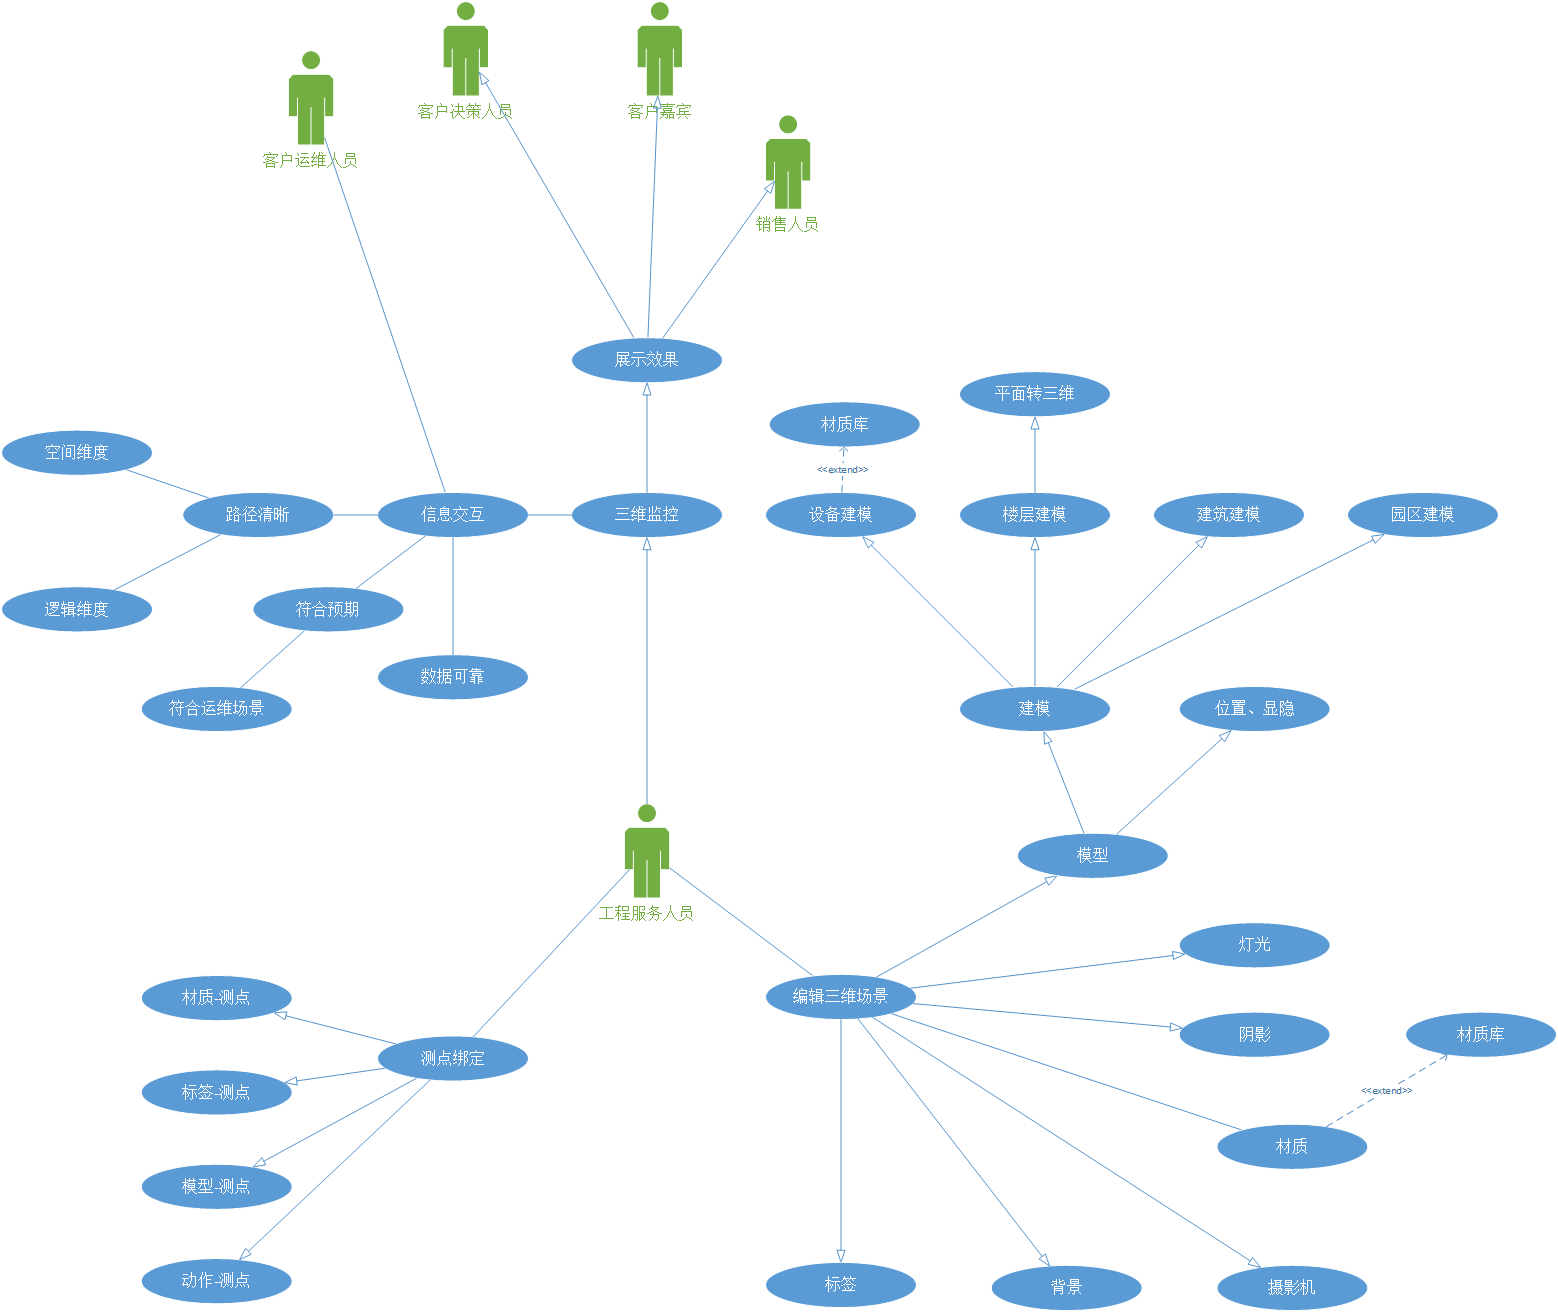 客户决策人员
客户嘉宾
客户运维人员
销售人员
展示效果
平面转三维
材质库
空间维度
<<extend>>
路径清晰
信息交互
三维监控
设备建模
楼层建模
建筑建模
园区建模
逻辑维度
符合预期
数据可靠
符合运维场景
建模
位置、显隐
模型
工程服务人员
灯光
材质-测点
编辑三维场景
阴影
材质库
测点绑定
标签-测点
<<extend>>
材质
模型-测点
动作-测点
标签
背景
摄影机